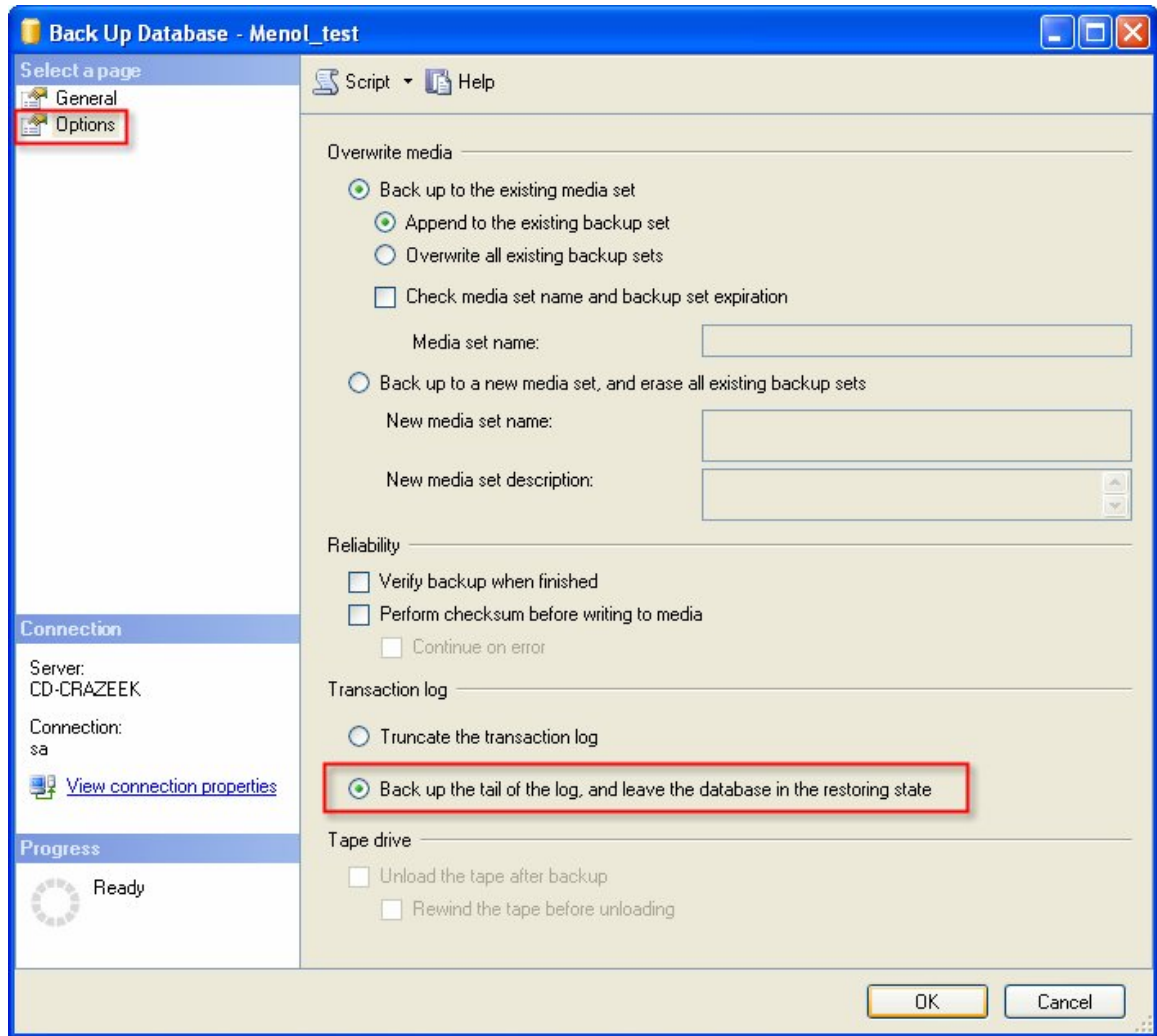 Back Up Database - Menol_test
Select a page
General
Options
Script
Help
Overwrite media
Back up to the existing media set
Append to the existing backup set
Overwrite all existing backup sets
Check media set name and backup set expiration
Media set name:
Back up to a new media set, and erase all existing backup sets
New media set name:
New media set description:
Reliability
Verify backup when finished
Perform checksum before writing to media
Continue on error
Transaction log
Truncate the transaction log
Back up the tail of the log, and leave the database in the restoring state
Tape drive
Unload the tape after backup
Rewind the tape before unloading
Connection
Server:
CD-CRAZEEK
Connection:
sa
View connection properties
Progress
Ready
OK
Cancel